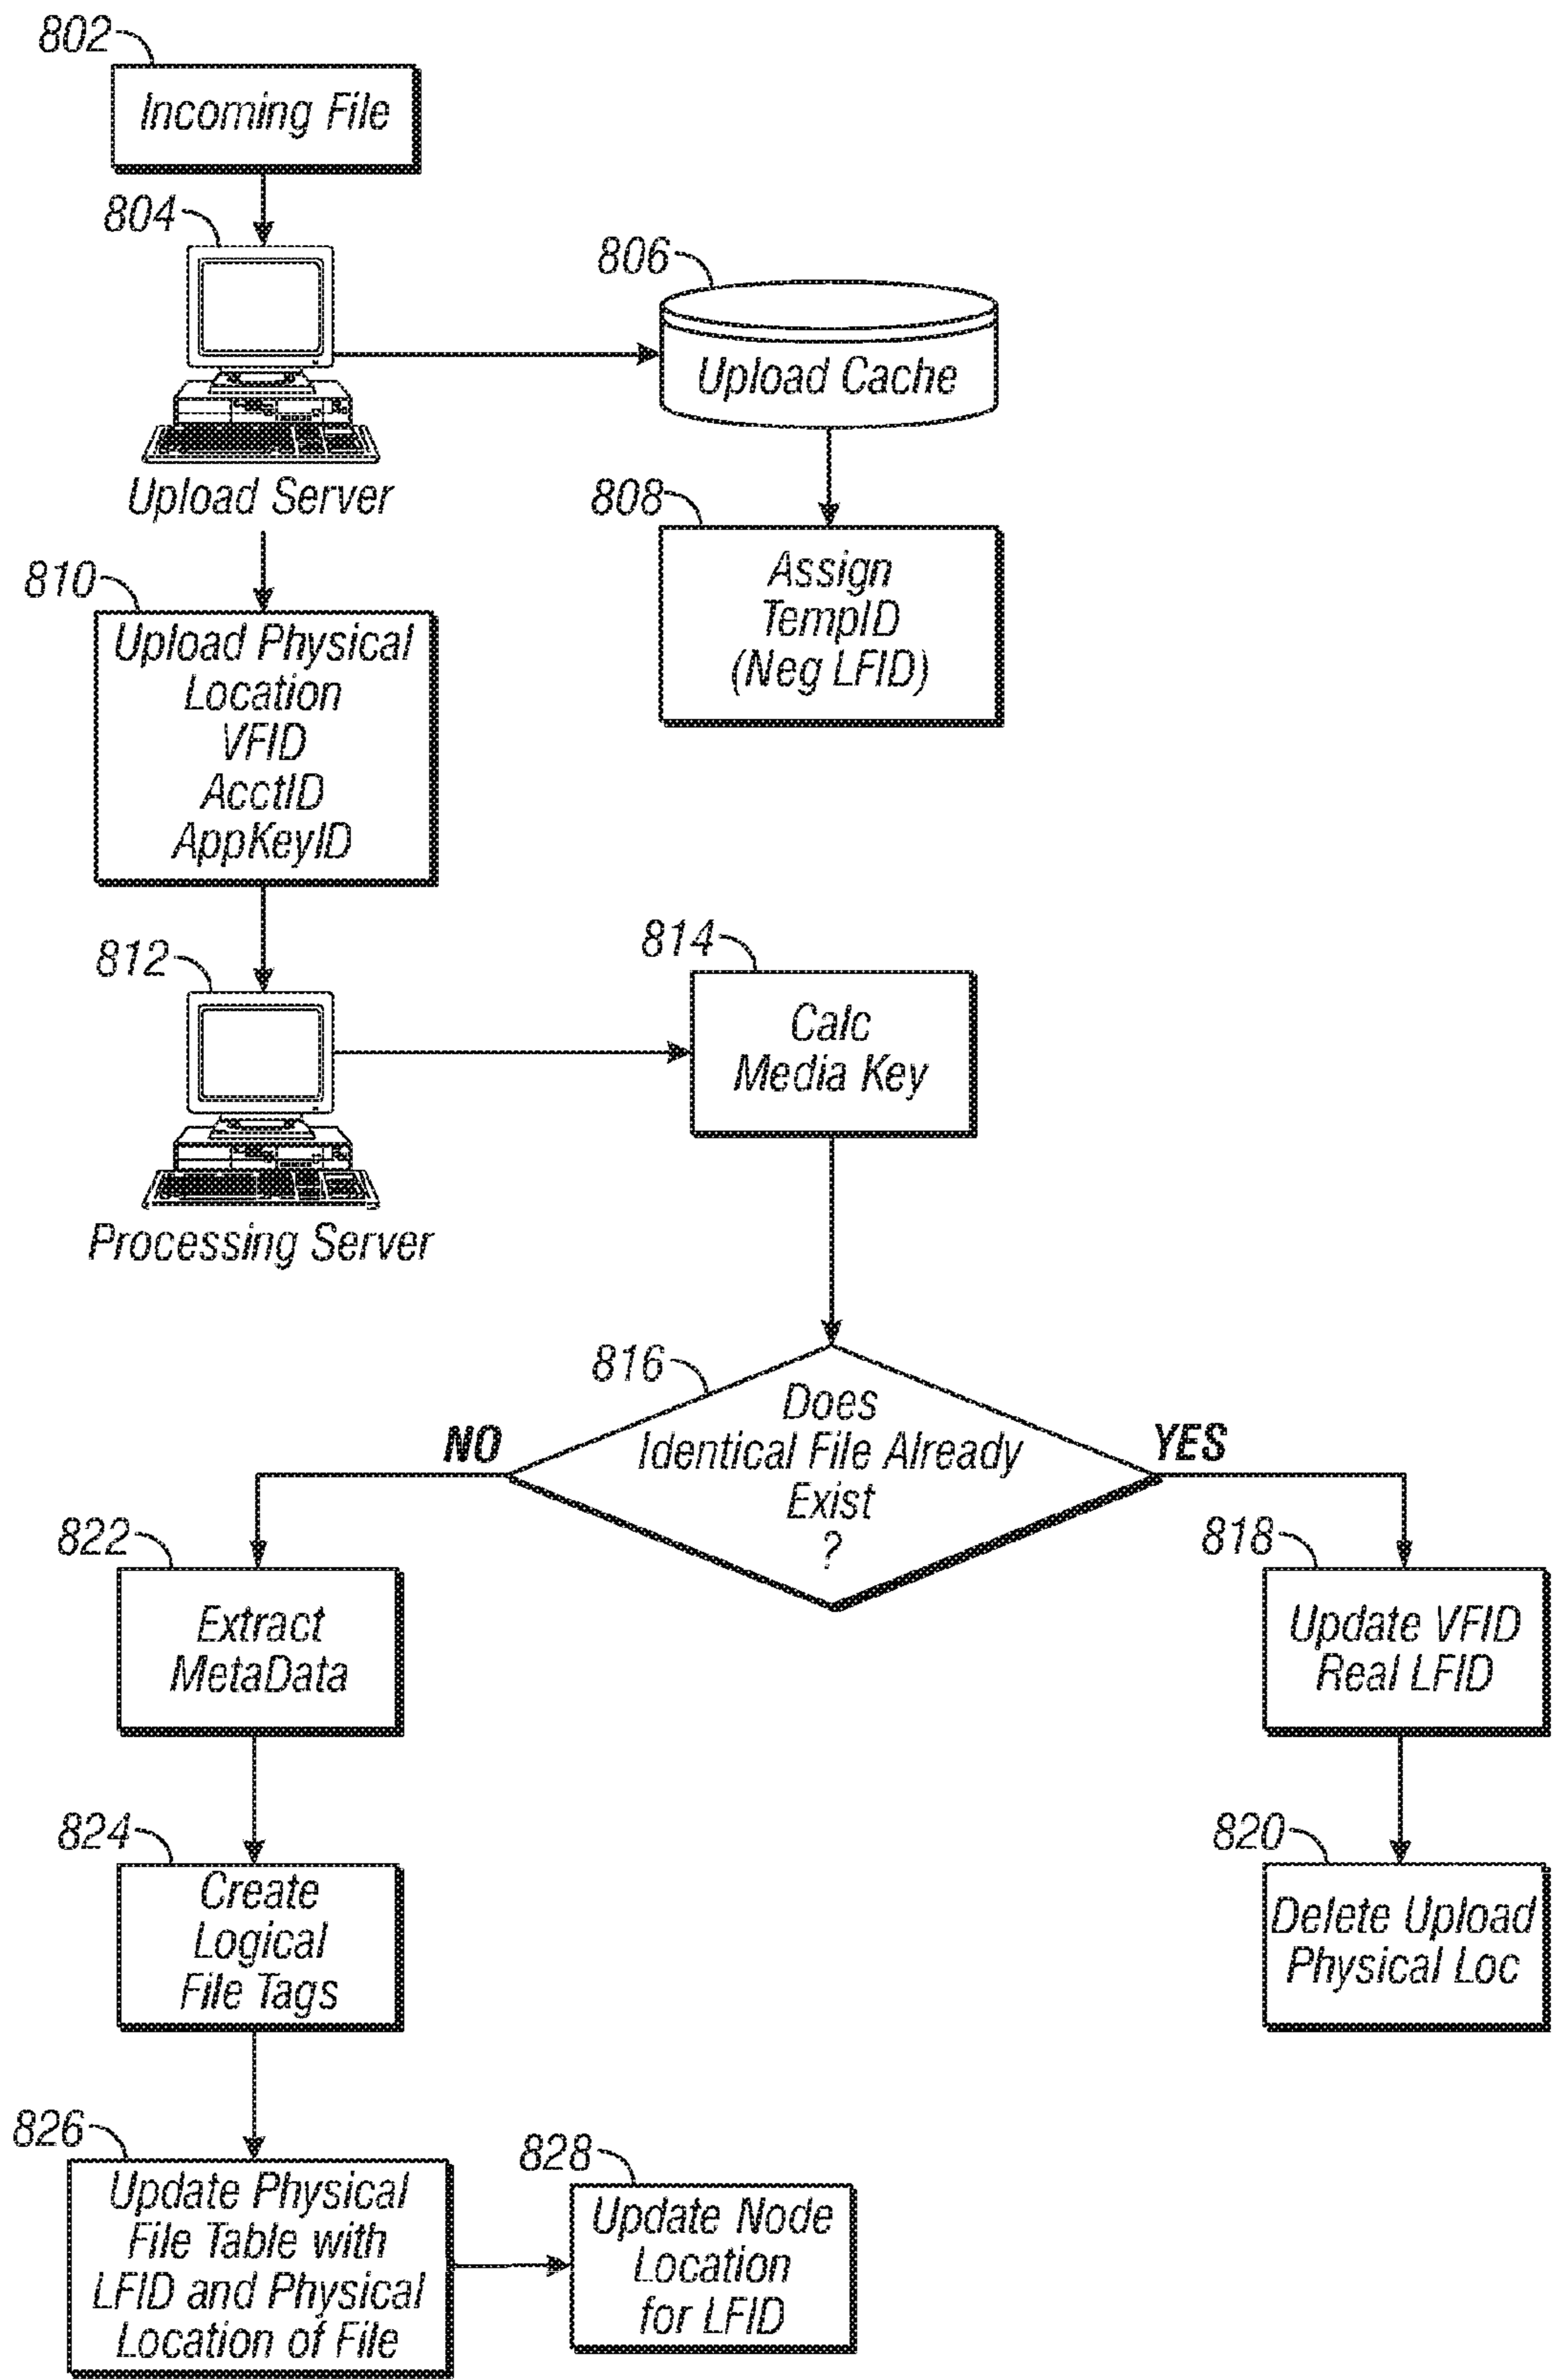 802
Incoming File
804
Upload Server
806
Upload Cache
808
Assign
TempID
(Neg LFID)
810
Upload Physical
Location
VFID
AcctID
AppKeyID
812
Processing Server
814
Calc
Media Key
816
Does
Identical File Already
Exist
?
NO
YES
818
Update VFID
Real LFID
820
Delete Upload
Physical Loc
822
Extract
MetaData
824
Create
Logical
File Tags
826
Update Physical
File Table with
LFID and Physical
Location of File
828
Update Node
Location
for LFID